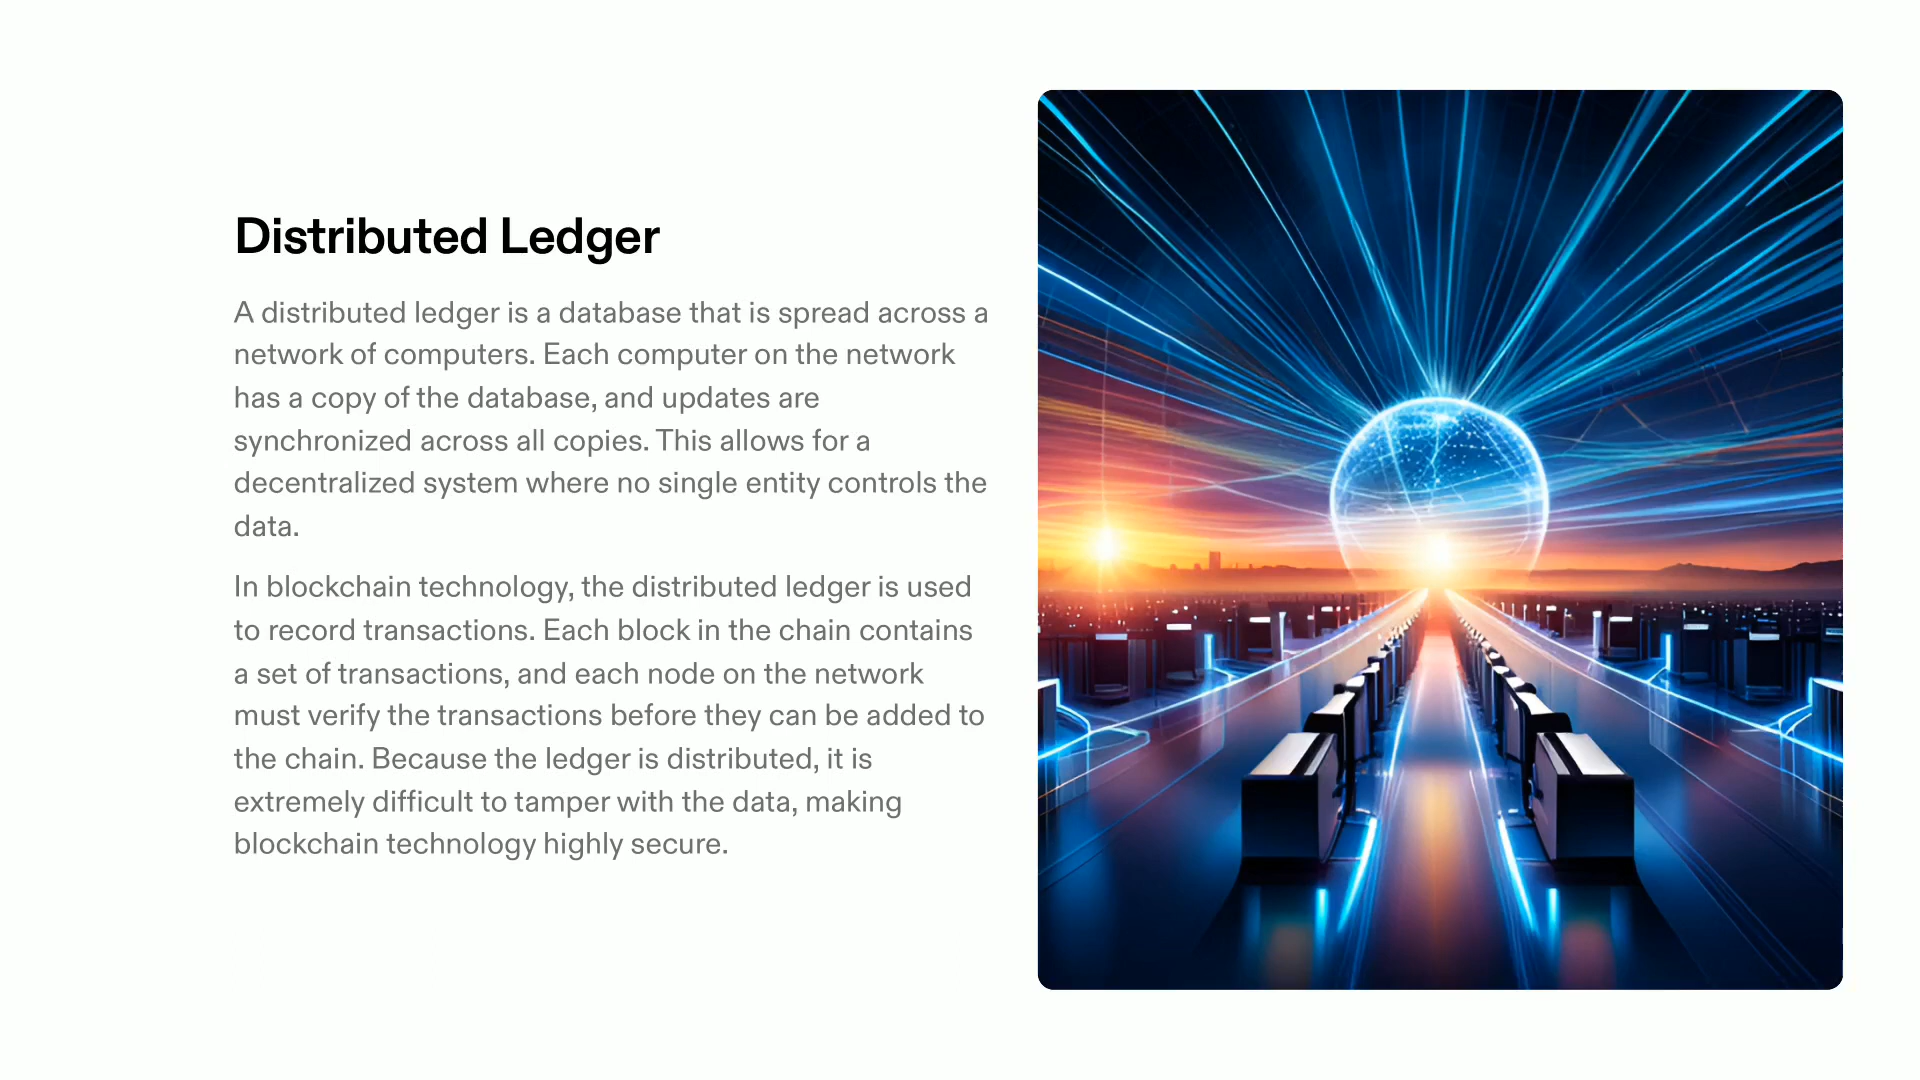 Distributed Ledger
A distributed ledger is a database that is spread across a
network of computers. Each computer on the network
has a copy of the database, and updates are
synchronized across all copies. This allows for a
decentralized system where no single entity controls the
data.
In blockchain technology, the distributed ledger is used
to record transactions. Each block in the chain contains
a set of transactions, and each node on the network
must verify the transactions before they can be added to
the chain. Because the ledger is distributed, it is
extremely difficult to tamper with the data, making
blockchain technology highly secure.